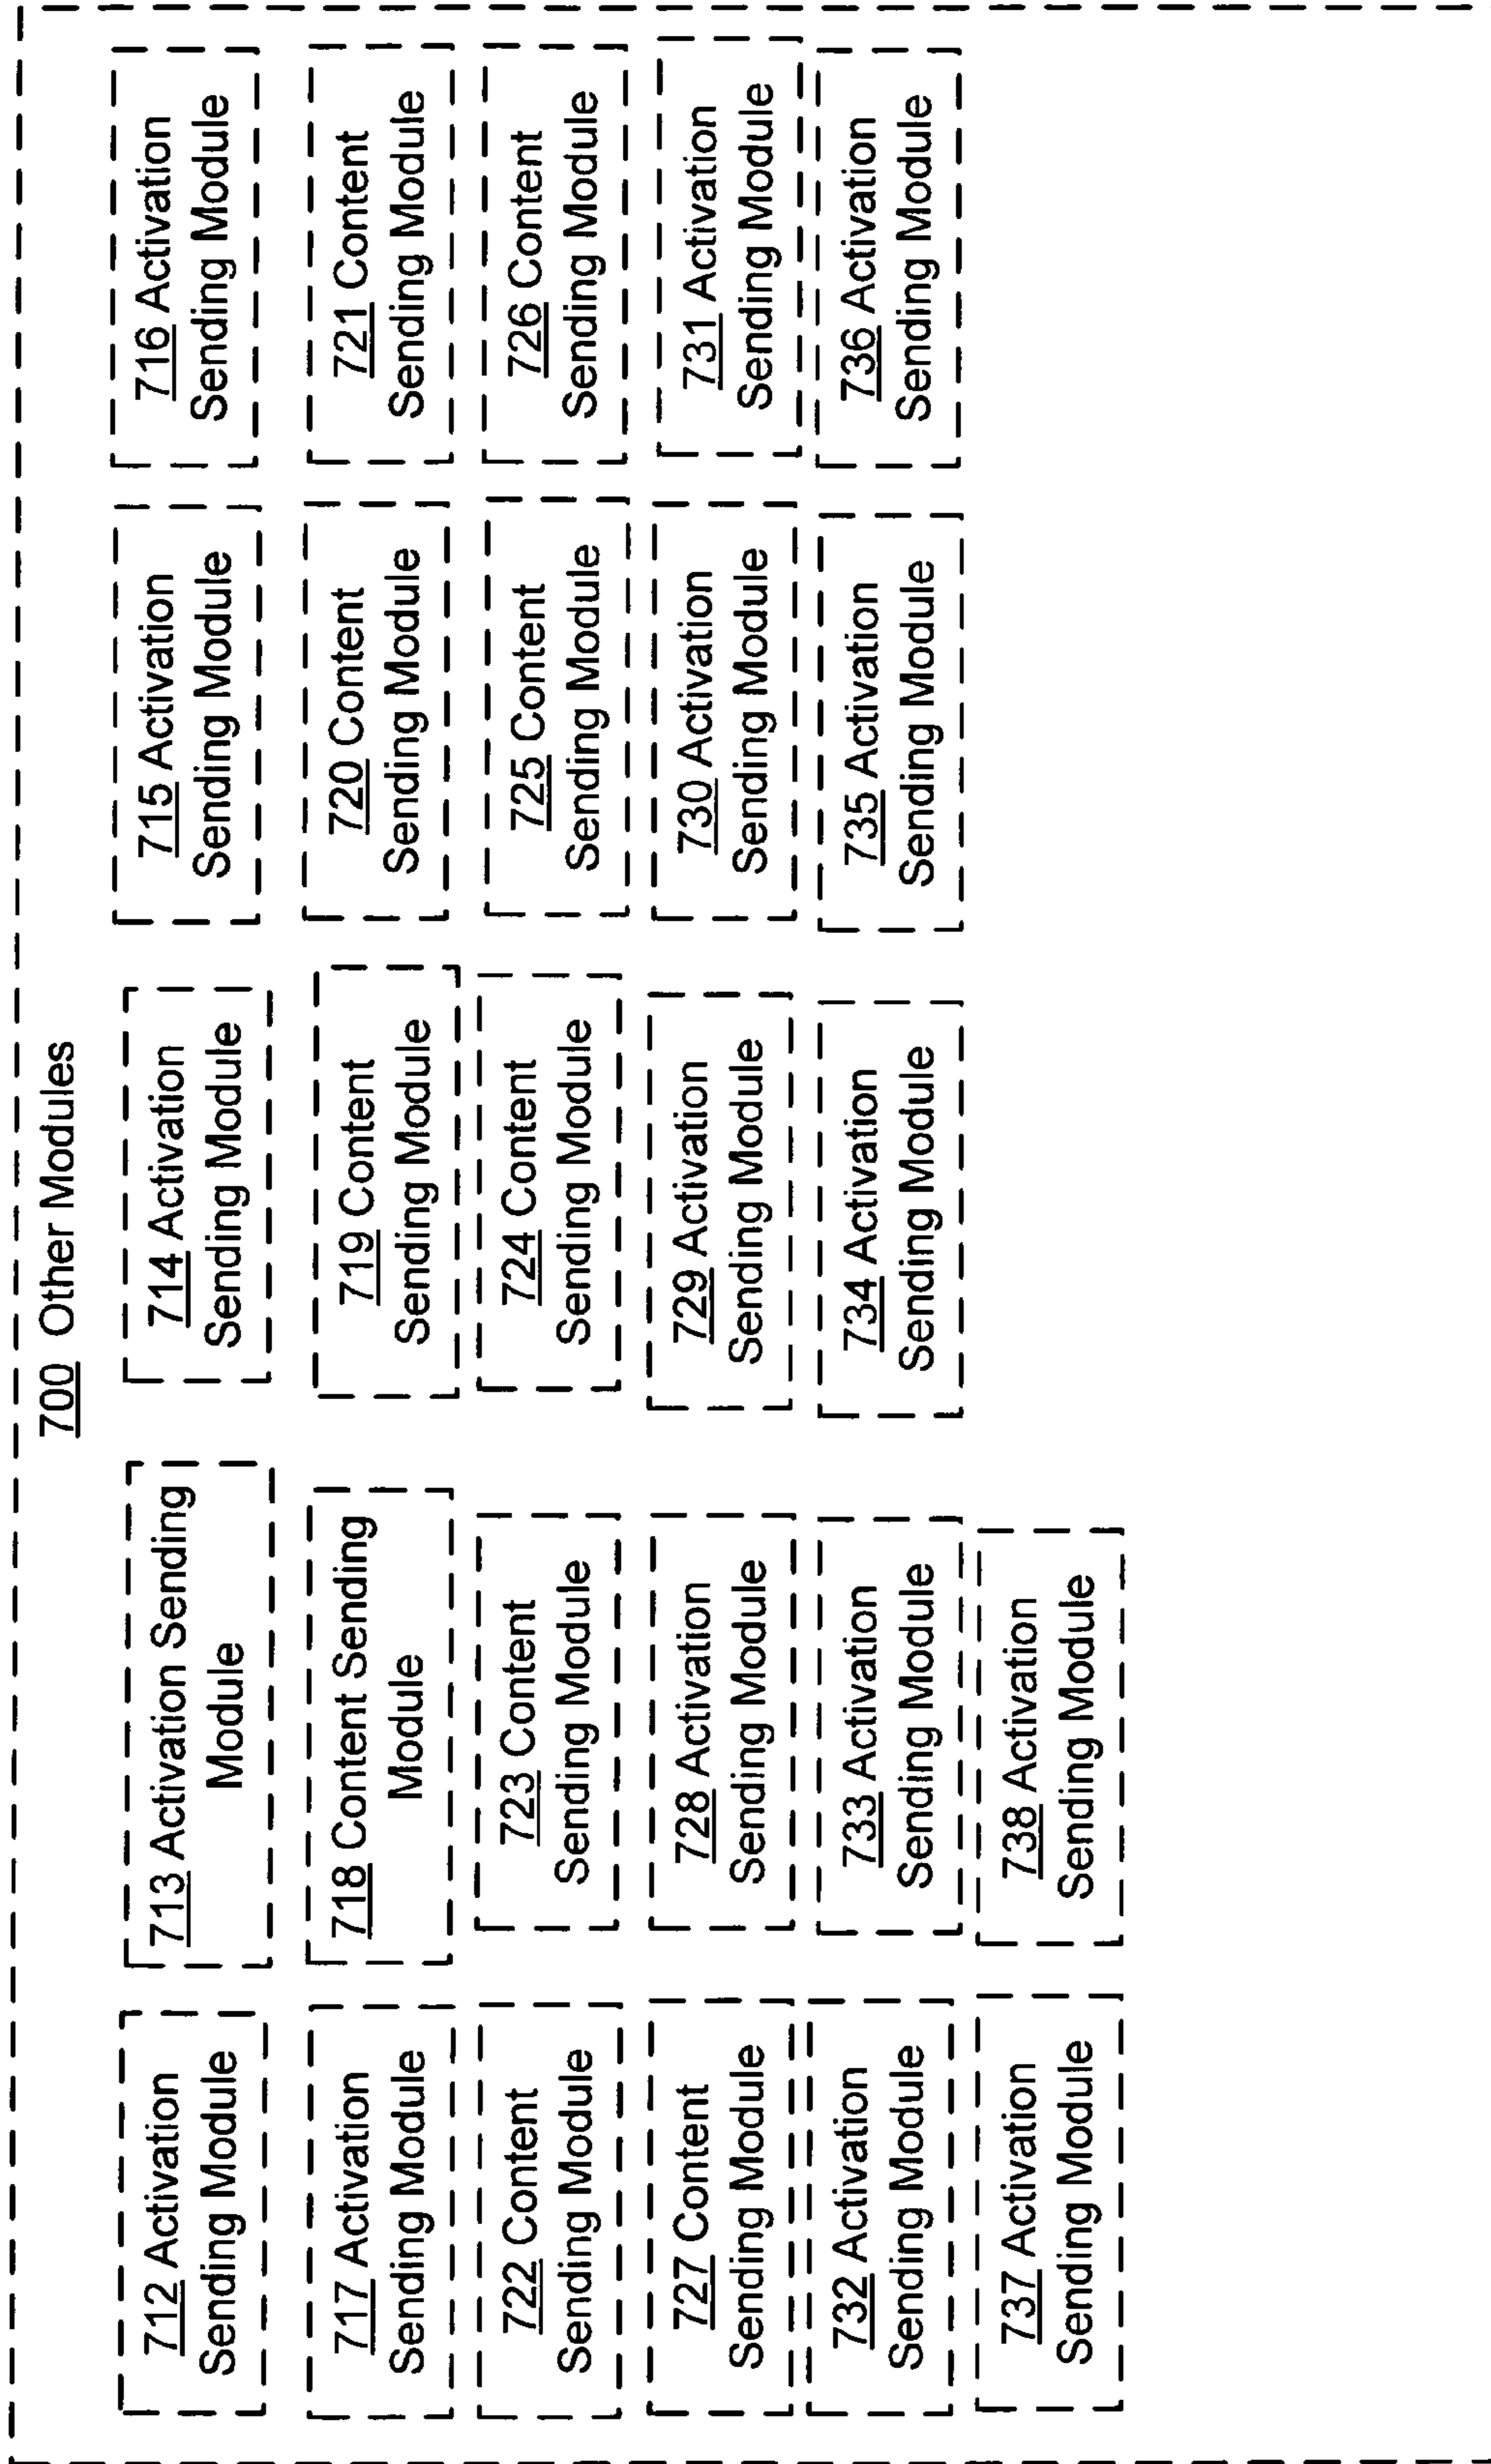 700 Other Modules
712 Activation
Sending Module
713 Activation Sending
Module
714 Activation
Sending Module
715 Activation
Sending Module
716 Activation
Sending Module
717 Activation
Sending Module
718 Content Sending
Module
719 Content
Sending Module
720 Content
Sending Module
721 Content
Sending Module
722 Content
Sending Module
723 Content
Sending Module
724 Content
Sending Module
725 Content
Sending Module
726 Content
Sending Module
727 Content
Sending Module
728 Activation
Sending Module
729 Activation
Sending Module
730 Activation
Sending Module
731 Activation
Sending Module
732 Activation
Sending Module
733 Activation
Sending Module
734 Activation
Sending Module
735 Activation
Sending Module
736 Activation
Sending Module
737 Activation
Sending Module
738 Activation
Sending Module